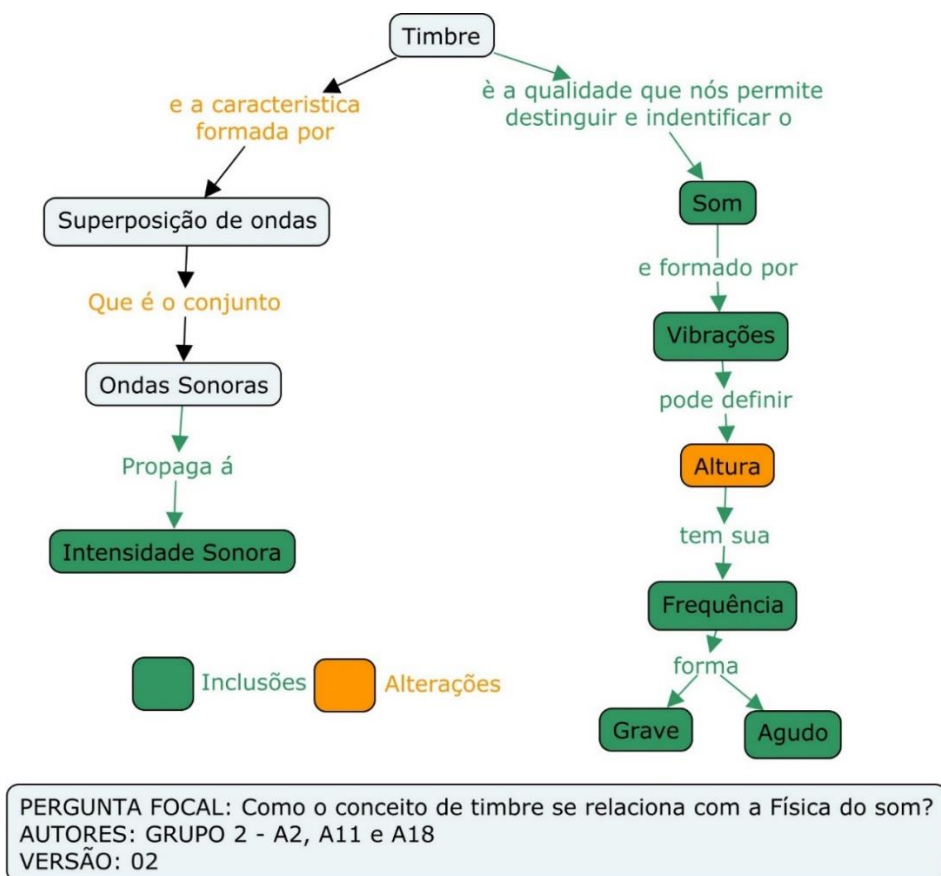 Timbre
e a caracteristica
formada por
è a qualidade que nós permite
destinguir e indentificar o
Superposição de ondas
Som
Que é o conjunto
e formado por
Vibrações
Ondas Sonoras
pode definir
Propaga á
Altura
Intensidade Sonora
tem sua
Frequência
forma
Inclusões
Alterações
Grave
Agudo
PERGUNTA FOCAL: Como o conceito de timbre se relaciona com a Física do som?
AUTORES: GRUPO 2 - A2, A11 e A18
VERSÃO: 02